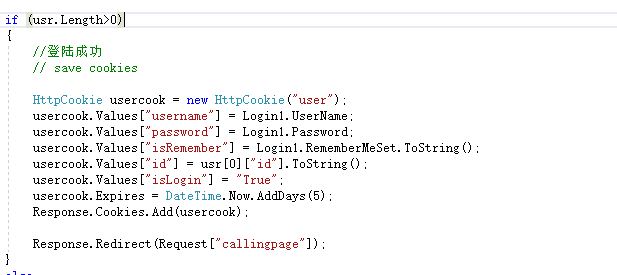 if (usr.Length>0)
{
//登陆成功
// save cookies
HttpCookie usercook = new HttpCookie("user");
usercook.Values["username"] = Login1.UserName;
usercook.Values["password"] = Login1.Password;
usercook.Values["isRemember"] = Login1.RememberMeSet.ToString();
usercook.Values["id"] = usr[0]["id"].ToString();
usercook.Values["isLogin"] = "True";
usercook.Expires = DateTime.Now.AddDays(5);
Response.Cookies.Add(usercook);
Response.Redirect(Request["callingpage"]);
}
else